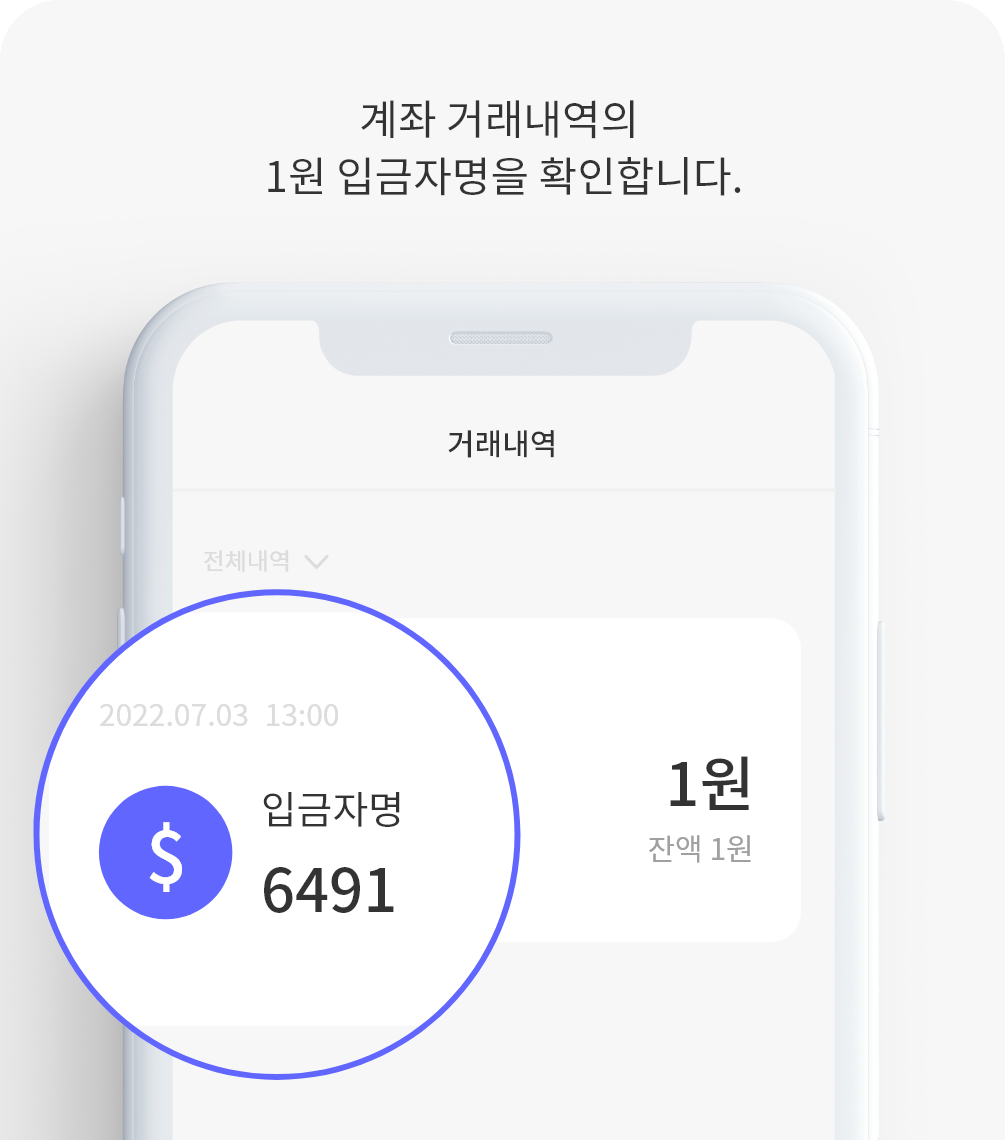 계좌 거래내역의
1원 입금자명을 확인합니다.
거래내역
전체내역
2022.07.03 13:00
입금자명
6491
1원
잔액 1원
$